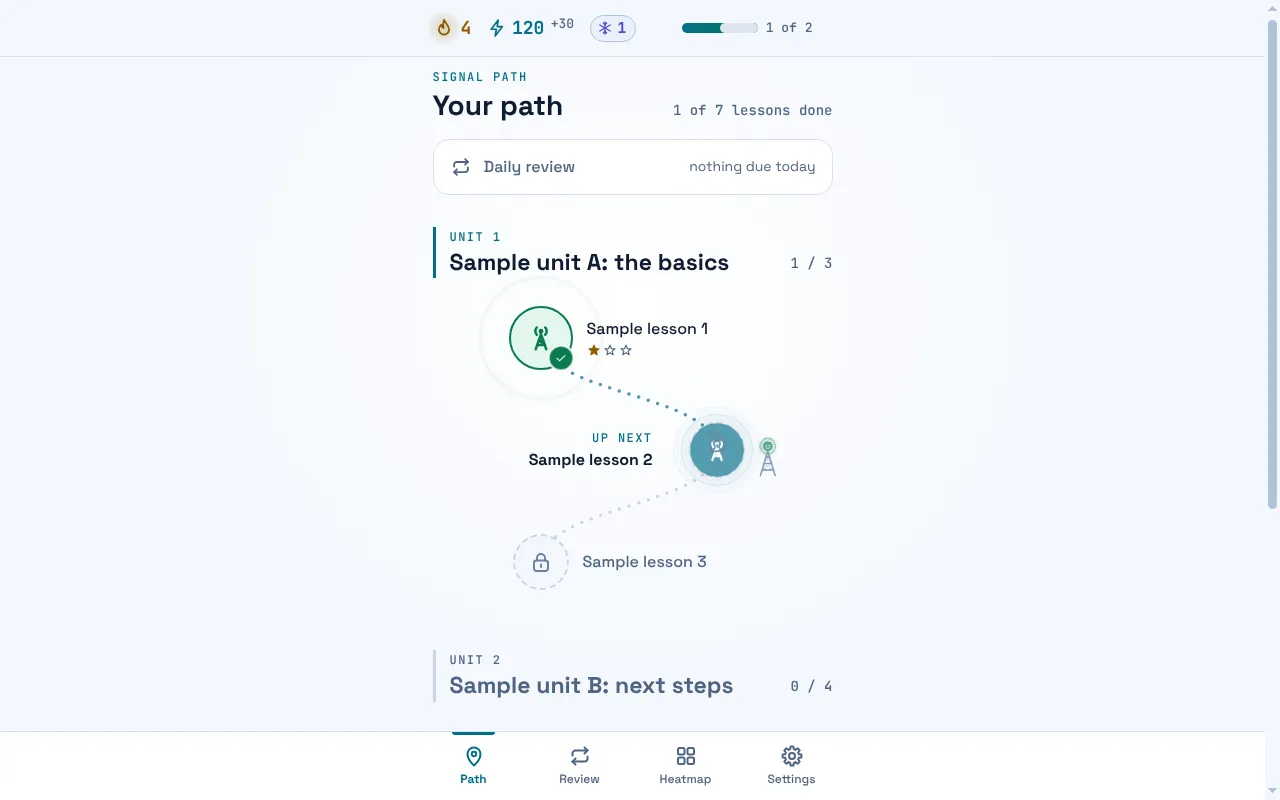 4 120 +30 1 1 of 2
SIGNAL PATH
Your path 1 of 7 lessons done
Daily review nothing due today
UNIT 1
Sample unit A: the basics 1 / 3
Sample lesson 1
UP NEXT
Sample lesson 2
Sample lesson 3
UNIT 2
Sample unit B: next steps 0 / 4
Path Review Heatmap Settings